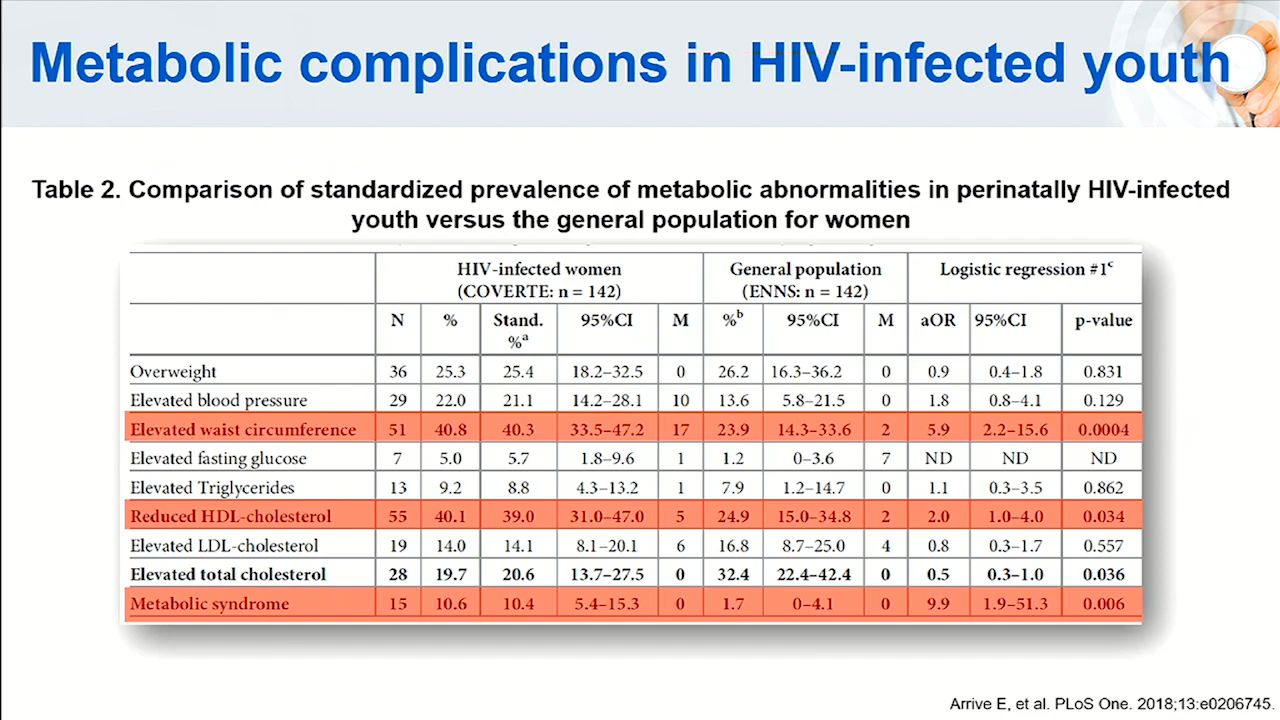 Metabolic complications in HIV-infected youth
Table 2. Comparison of standardized prevalence of metabolic abnormalities in perinatally HIV-infected
youth versus the general population for women
HIV-infected women General population Logistic regression #1c
(COVERTE: n = 142) (ENNS: n = 142)
N % Stand. 95%CI M %b 95%CI M aOR 95%CI p-value
%a
Overweight 36 25.3 25.4 18.2–32.5 0 26.2 16.3–36.2 0 0.9 0.4–1.8 0.831
Elevated blood pressure 29 22.0 21.1 14.2–28.1 10 13.6 5.8–21.5 0 1.8 0.8–4.1 0.129
Elevated waist circumference 51 40.8 40.3 33.5–47.2 17 23.9 14.3–33.6 2 5.9 2.2–15.6 0.0004
Elevated fasting glucose 7 5.0 5.7 1.8–9.6 1 1.2 0–3.6 7 ND ND ND
Elevated Triglycerides 13 9.2 8.8 4.3–13.2 1 7.9 1.2–14.7 0 1.1 0.3–3.5 0.862
Reduced HDL-cholesterol 55 40.1 39.0 31.0–47.0 5 24.9 15.0–34.8 2 2.0 1.0–4.0 0.034
Elevated LDL-cholesterol 19 14.0 14.1 8.1–20.1 6 16.8 8.7–25.0 4 0.8 0.3–1.7 0.557
Elevated total cholesterol 28 19.7 20.6 13.7–27.5 0 32.4 22.4–42.4 0 0.5 0.3–1.0 0.036
Metabolic syndrome 15 10.6 10.4 5.4–15.3 0 1.7 0–4.1 0 9.9 1.9–51.3 0.006
Arrive E, et al. PLoS One. 2018;13:e0206745.